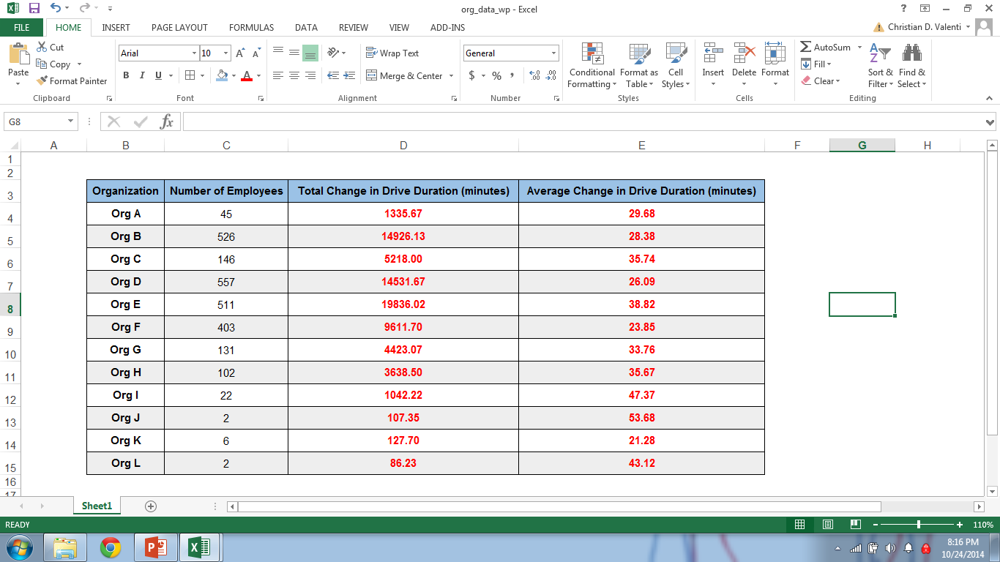 org_data_wp - Excel
FILE HOME INSERT PAGE LAYOUT FORMULAS DATA REVIEW VIEW ADD-INS Christian D. Valenti
Paste Cut Copy Format Painter Clipboard
Arial 10 B I U A Font
Wrap Text Merge & Center Alignment
General $ % , Number
Conditional Formatting Format as Table Cell Styles Styles
Insert Delete Format Cells
AutoSum Fill Clear Sort & Filter Find & Select Editing
G8 fx
A B C D E F G H
1
2
3 Organization Number of Employees Total Change in Drive Duration (minutes) Average Change in Drive Duration (minutes)
4 Org A 45 1335.67 29.68
5 Org B 526 14926.13 28.38
6 Org C 146 5218.00 35.74
7 Org D 557 14531.67 26.09
8 Org E 511 19836.02 38.82
9 Org F 403 9611.70 23.85
10 Org G 131 4423.07 33.76
11 Org H 102 3638.50 35.67
12 Org I 22 1042.22 47.37
13 Org J 2 107.35 53.68
14 Org K 6 127.70 21.28
15 Org L 2 86.23 43.12
16
17
Sheet1
READY 110%
8:16 PM
10/24/2014